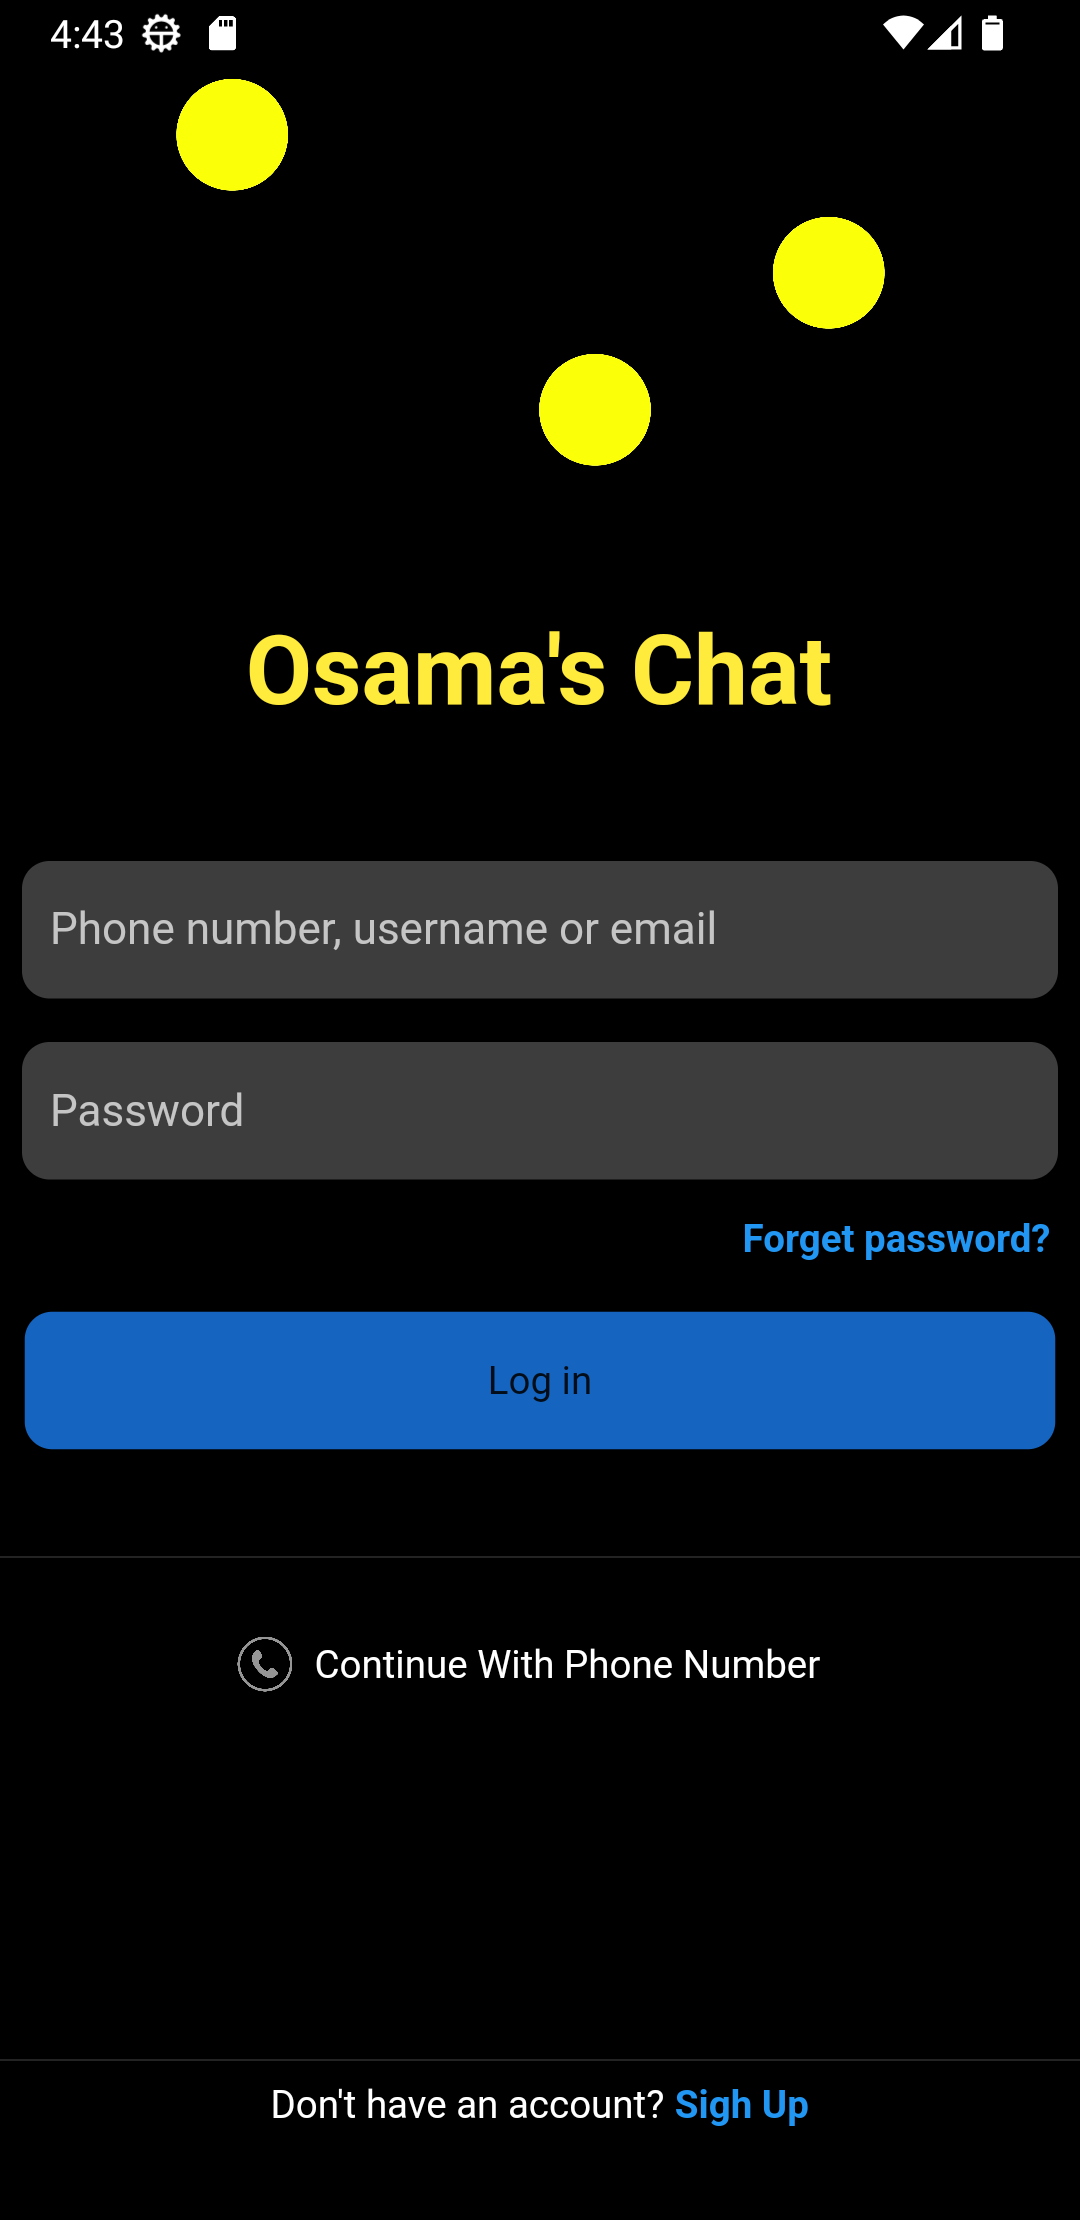 4:43
Osama's Chat
Phone number, username or email
Password
Forget password?
Log in
Continue With Phone Number
Don't have an account? Sigh Up